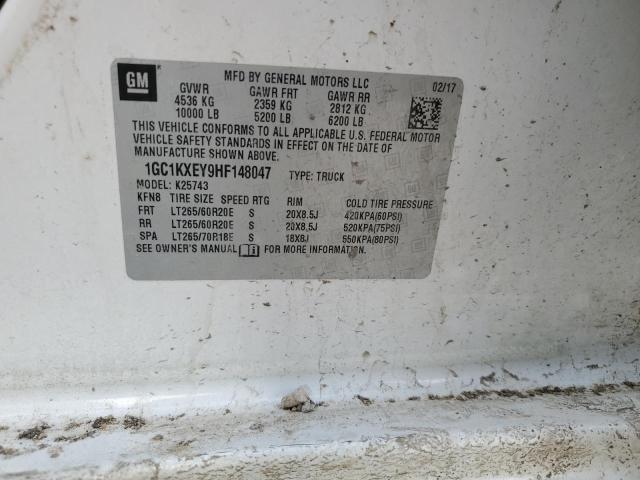 GM
MFD BY GENERAL MOTORS LLC
02/17
GVWR GAWR FRT GAWR RR
4536 KG 2359 KG 2812 KG
10000 LB 5200 LB 6200 LB
THIS VEHICLE CONFORMS TO ALL APPLICABLE U.S. FEDERAL MOTOR
VEHICLE SAFETY STANDARDS IN EFFECT ON THE DATE OF
MANUFACTURE SHOWN ABOVE.
1GC1KXEY9HF148047 TYPE: TRUCK
MODEL: K25743
KFN8 TIRE SIZE SPEED RTG RIM COLD TIRE PRESSURE
FRT LT265/60R20E S 20X8.5J 420KPA(60PSI)
RR LT265/60R20E S 20X8.5J 520KPA(75PSI)
SPA LT265/70R18E S 18X8J 550KPA(80PSI)
SEE OWNER'S MANUAL FOR MORE INFORMATION.